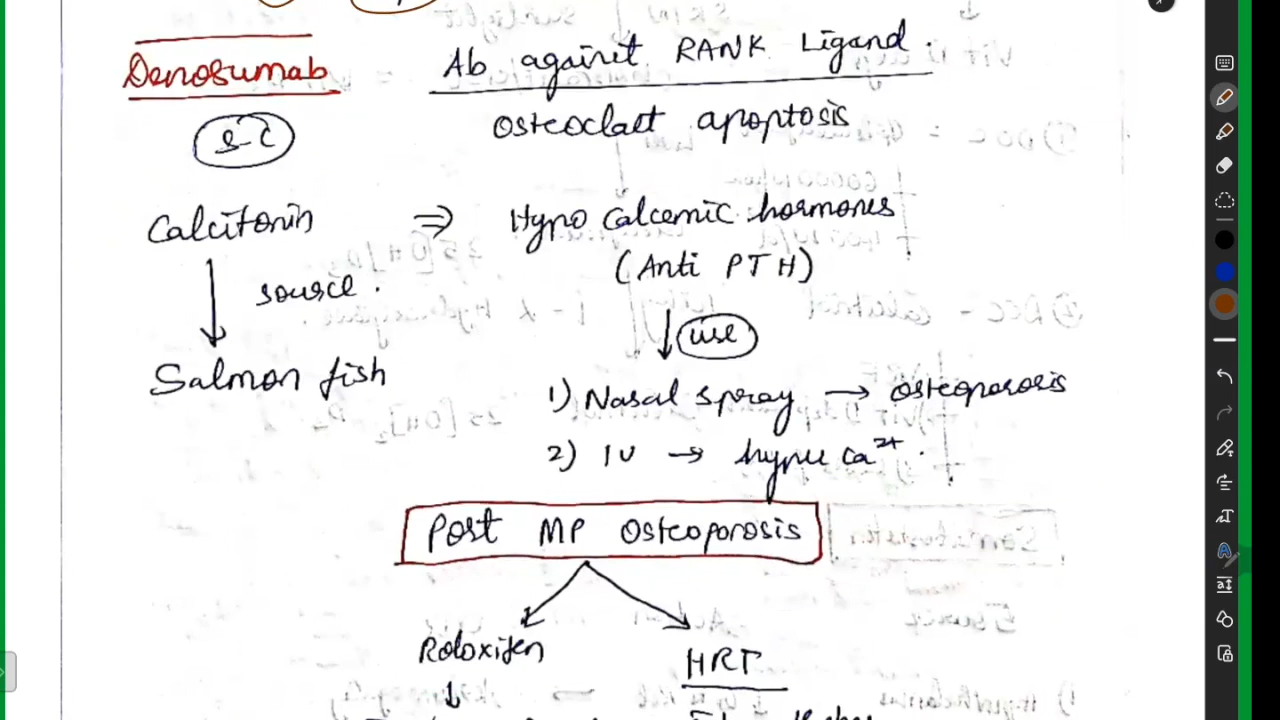 Denosumab Ab against RANK Ligand.
S.C Osteoclast apoptosis
Calcitonin ⇒ Hypo Calcemic hormones
(Anti PTH)
↓ source.
↓ use
Salmon fish
1) Nasal spray → osteoporosis
2) IV → hyper Ca²⁺.
Post MP Osteoporosis
Raloxifen HRT
↓